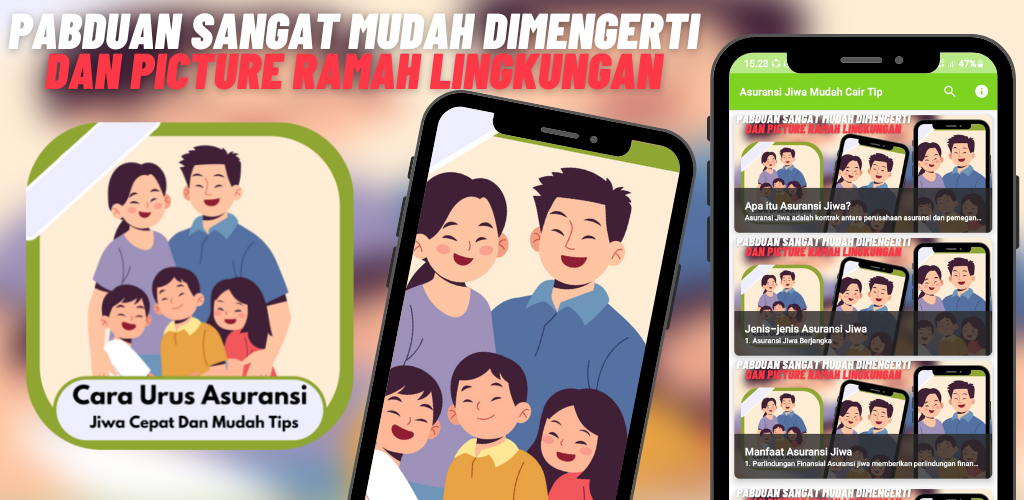 PABDUAN SANGAT MUDAH DIMENGERTI
DAN PICTURE RAMAH LINGKUNGAN
Cara Urus Asuransi
Jiwa Cepat Dan Mudah Tips
15.23
47%
Asuransi Jiwa Mudah Cair Tip
PABDUAN SANGAT MUDAH DIMENGERTI
DAN PICTURE RAMAH LINGKUNGAN
Apa itu Asuransi Jiwa?
Asuransi Jiwa adalah kontrak antara perusahaan asuransi dan pemegan...
PABDUAN SANGAT MUDAH DIMENGERTI
DAN PICTURE RAMAH LINGKUNGAN
Jenis-jenis Asuransi Jiwa
1. Asuransi Jiwa Berjangka
PABDUAN SANGAT MUDAH DIMENGERTI
DAN PICTURE RAMAH LINGKUNGAN
Manfaat Asuransi Jiwa
1. Perlindungan Finansial Asuransi jiwa memberikan perlindungan finan...
PABDUAN SANGAT MUDAH DIMENGERTI